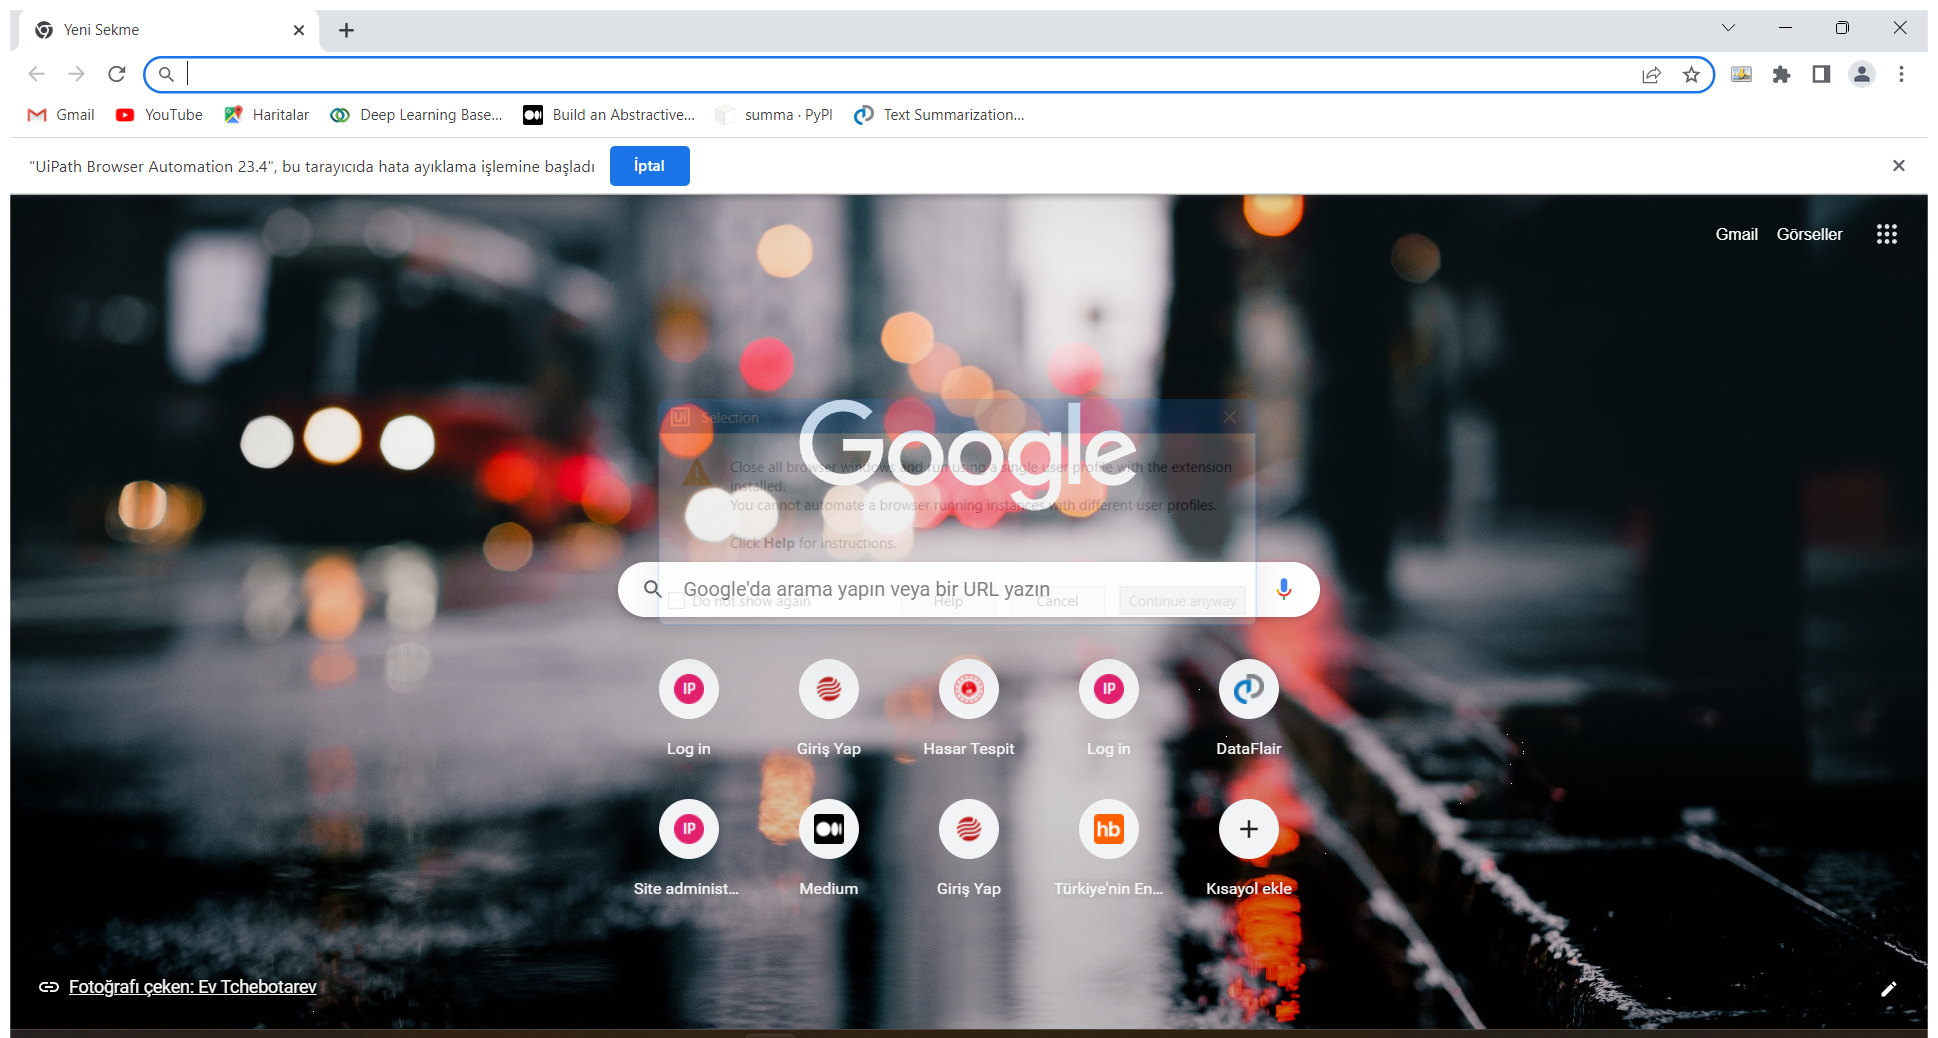 Yeni Sekme
Gmail YouTube Haritalar Deep Learning Base... Build an Abstractive... summa · PyPI Text Summarization...
"UiPath Browser Automation 23.4", bu tarayıcıda hata ayıklama işlemine başladı İptal
Gmail Görseller
Ui Selection
Google
Close all browser windows and run using a single user profile with the extension
installed.
You cannot automate a browser running instances with different user profiles.
Click Help for instructions.
Google'da arama yapın veya bir URL yazın
Do not show again Help Cancel Continue anyway
IP IP
Log in Giriş Yap Hasar Tespit Log in DataFlair
IP hb
Site administ... Medium Giriş Yap Türkiye'nin En... Kısayol ekle
Fotoğrafı çeken: Ev Tchebotarev